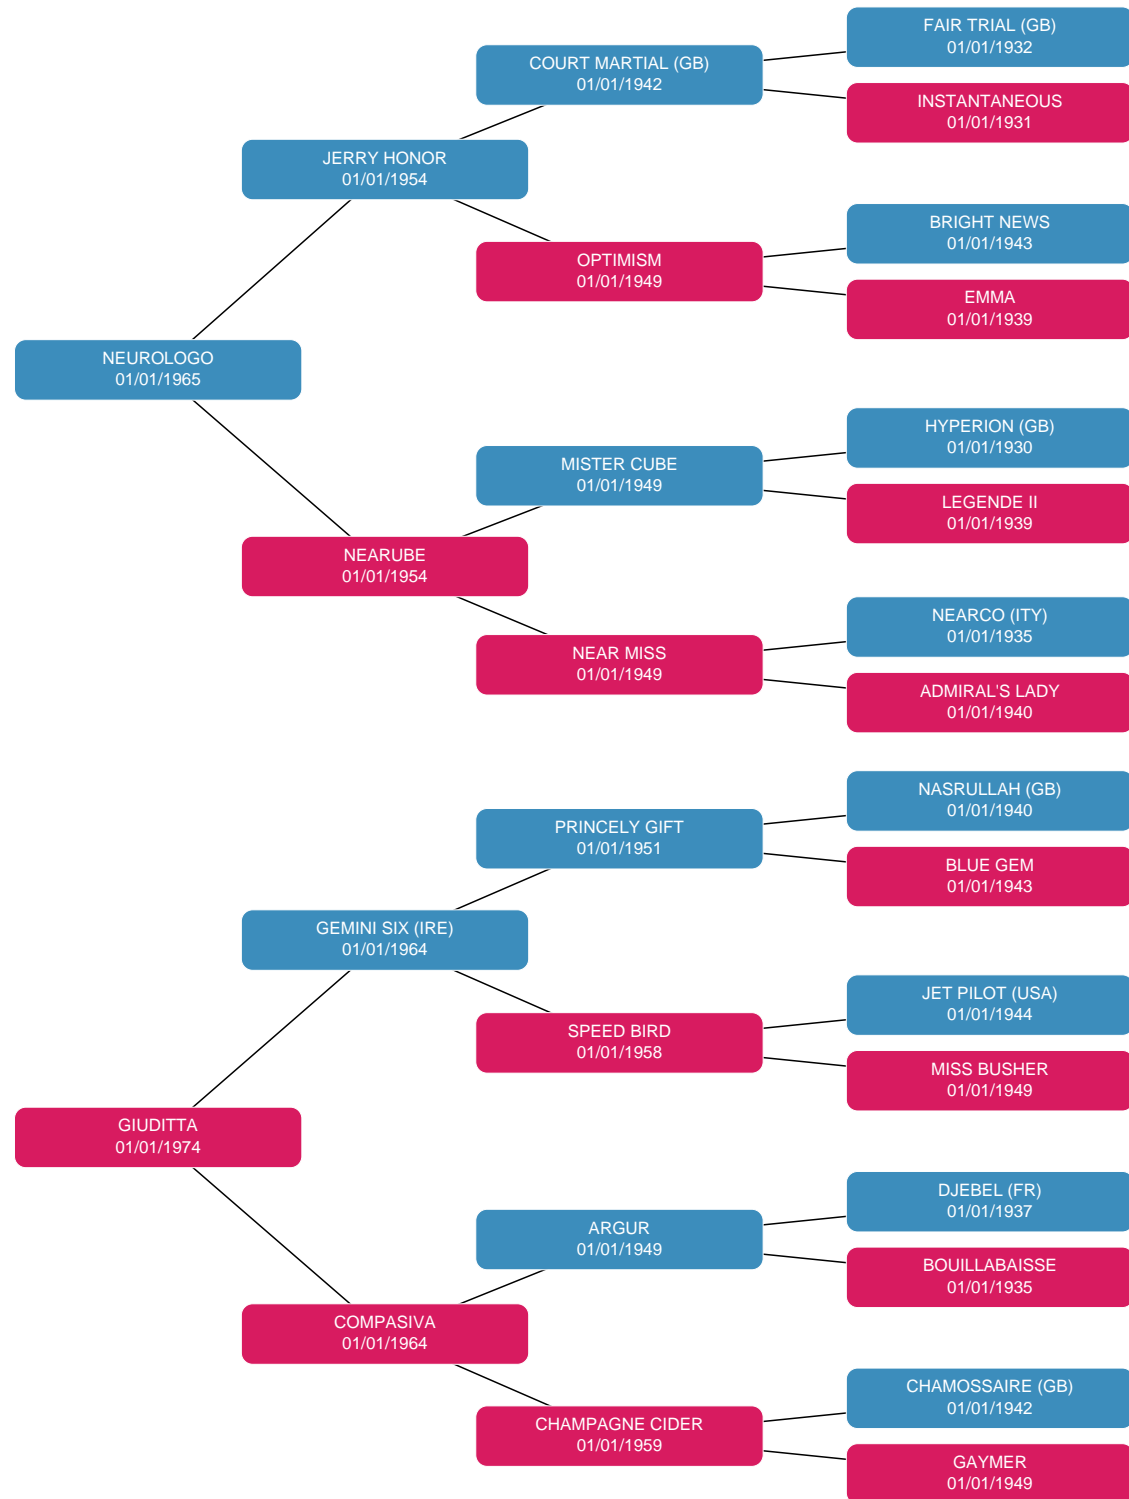 FAIR TRIAL (GB)
01/01/1932
COURT MARTIAL (GB)
01/01/1942
INSTANTANEOUS
01/01/1931
JERRY HONOR
01/01/1954
BRIGHT NEWS
01/01/1943
OPTIMISM
01/01/1949
EMMA
01/01/1939
NEUROLOGO
01/01/1965
HYPERION (GB)
01/01/1930
MISTER CUBE
01/01/1949
LEGENDE II
01/01/1939
NEARUBE
01/01/1954
NEARCO (ITY)
01/01/1935
NEAR MISS
01/01/1949
ADMIRAL'S LADY
01/01/1940
NASRULLAH (GB)
01/01/1940
PRINCELY GIFT
01/01/1951
BLUE GEM
01/01/1943
GEMINI SIX (IRE)
01/01/1964
JET PILOT (USA)
01/01/1944
SPEED BIRD
01/01/1958
MISS BUSHER
01/01/1949
GIUDITTA
01/01/1974
DJEBEL (FR)
01/01/1937
ARGUR
01/01/1949
BOUILLABAISSE
01/01/1935
COMPASIVA
01/01/1964
CHAMOSSAIRE (GB)
01/01/1942
CHAMPAGNE CIDER
01/01/1959
GAYMER
01/01/1949